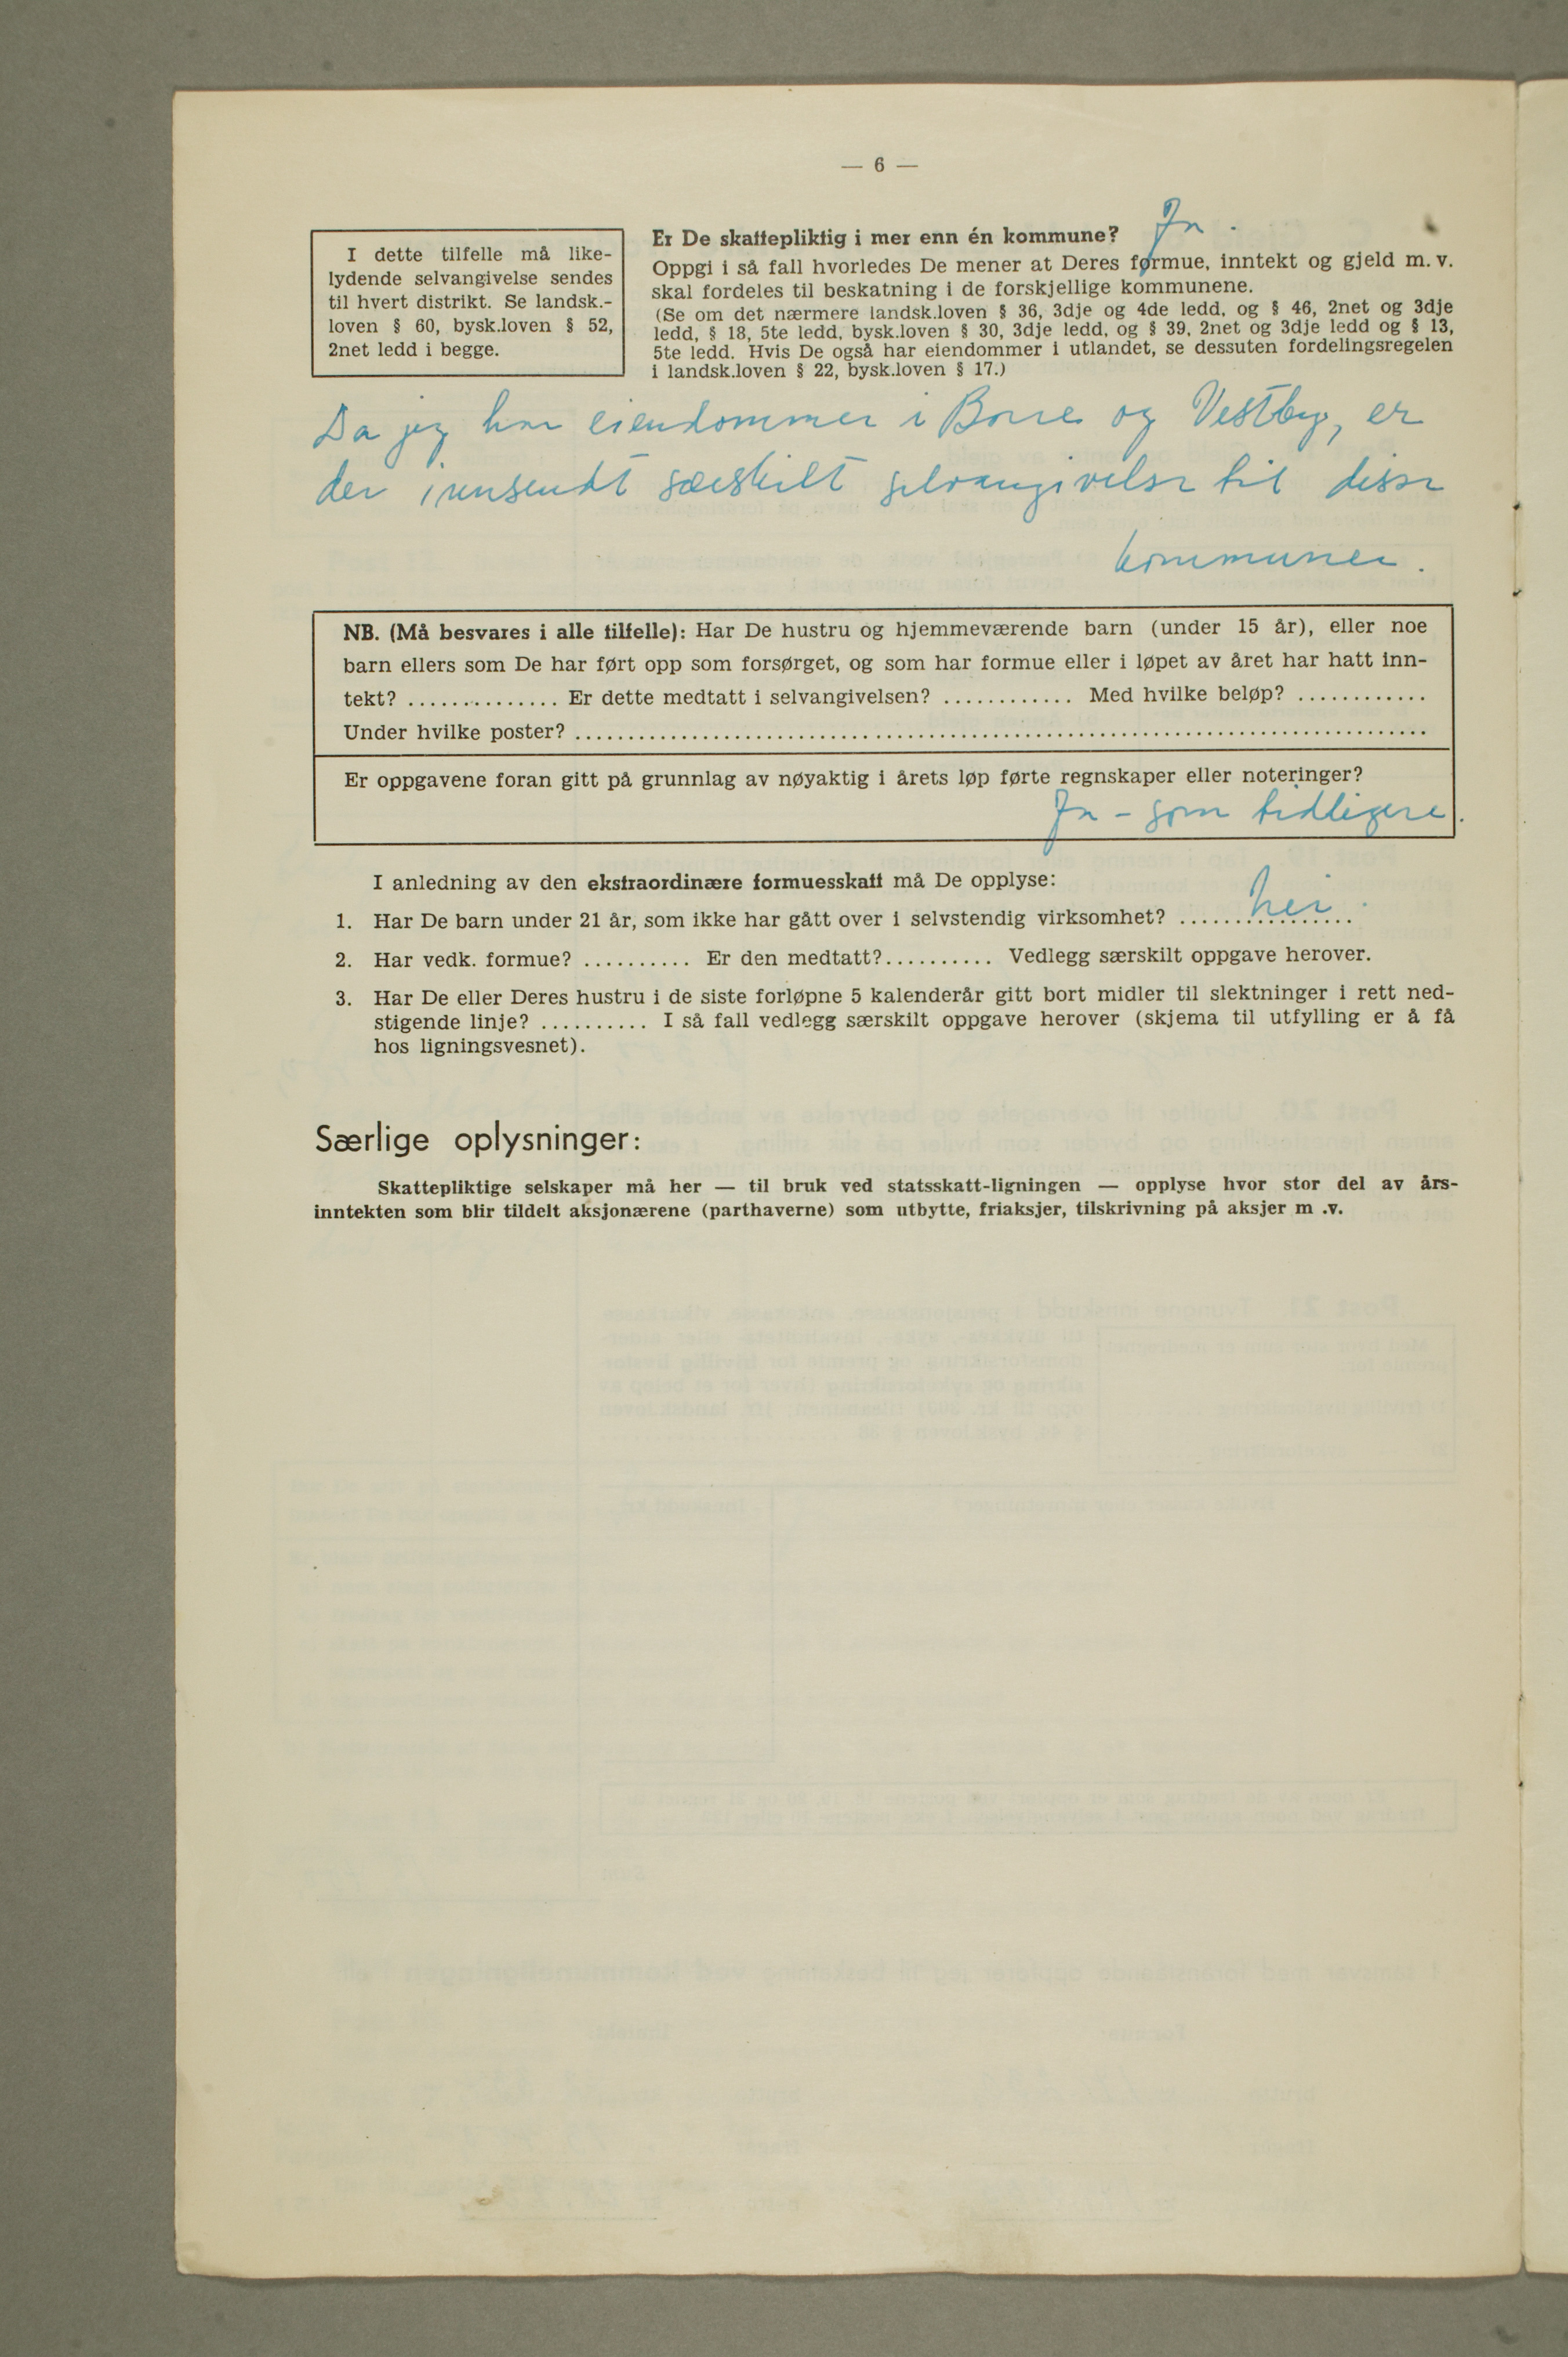 — 6 —
I dette tilfelle må like-
lydende selvangivelse sendes
til hvert distrikt. Se landsk.-
loven § 60, bysk.loven § 52,
2net ledd i begge.
Er De skattepliktig i mer enn én kommune? Ja.
Oppgi i så fall hvorledes De mener at Deres formue, inntekt og gjeld m. v.
skal fordeles til beskatning i de forskjellige kommunene.
(Se om det nærmere landsk.loven § 36, 3dje og 4de ledd, og § 46, 2net og 3dje
ledd, § 18, 5te ledd, bysk.loven § 30, 3dje ledd, og § 39, 2net og 3dje ledd og § 13,
5te ledd. Hvis De også har eiendommer i utlandet, se dessuten fordelingsregelen
i landsk.loven § 22, bysk.loven § 17.)
Da jeg har eiendommer i Borre og Vestby, er
der innsendt særskilt selvangivelse til disse
kommuner.
NB. (Må besvares i alle tilfelle): Har De hustru og hjemmeværende barn (under 15 år), eller noe
barn ellers som De har ført opp som forsørget, og som har formue eller i løpet av året har hatt inn-
tekt? .............. Er dette medtatt i selvangivelsen? ............ Med hvilke beløp? ............
Under hvilke poster? ................................................................................
Er oppgavene foran gitt på grunnlag av nøyaktig i årets løp førte regnskaper eller noteringer?
Ja - som tidligere.
I anledning av den ekstraordinære formuesskatt må De opplyse:
1. Har De barn under 21 år, som ikke har gått over i selvstendig virksomhet? ................ nei.
2. Har vedk. formue? .......... Er den medtatt?.......... Vedlegg særskilt oppgave herover.
3. Har De eller Deres hustru i de siste forløpne 5 kalenderår gitt bort midler til slektninger i rett ned-
stigende linje? .......... I så fall vedlegg særskilt oppgave herover (skjema til utfylling er å få
hos ligningsvesnet).
Særlige oplysninger:
Skattepliktige selskaper må her — til bruk ved statsskatt-ligningen — opplyse hvor stor del av års-
inntekten som blir tildelt aksjonærene (parthaverne) som utbytte, friaksjer, tilskrivning på aksjer m .v.